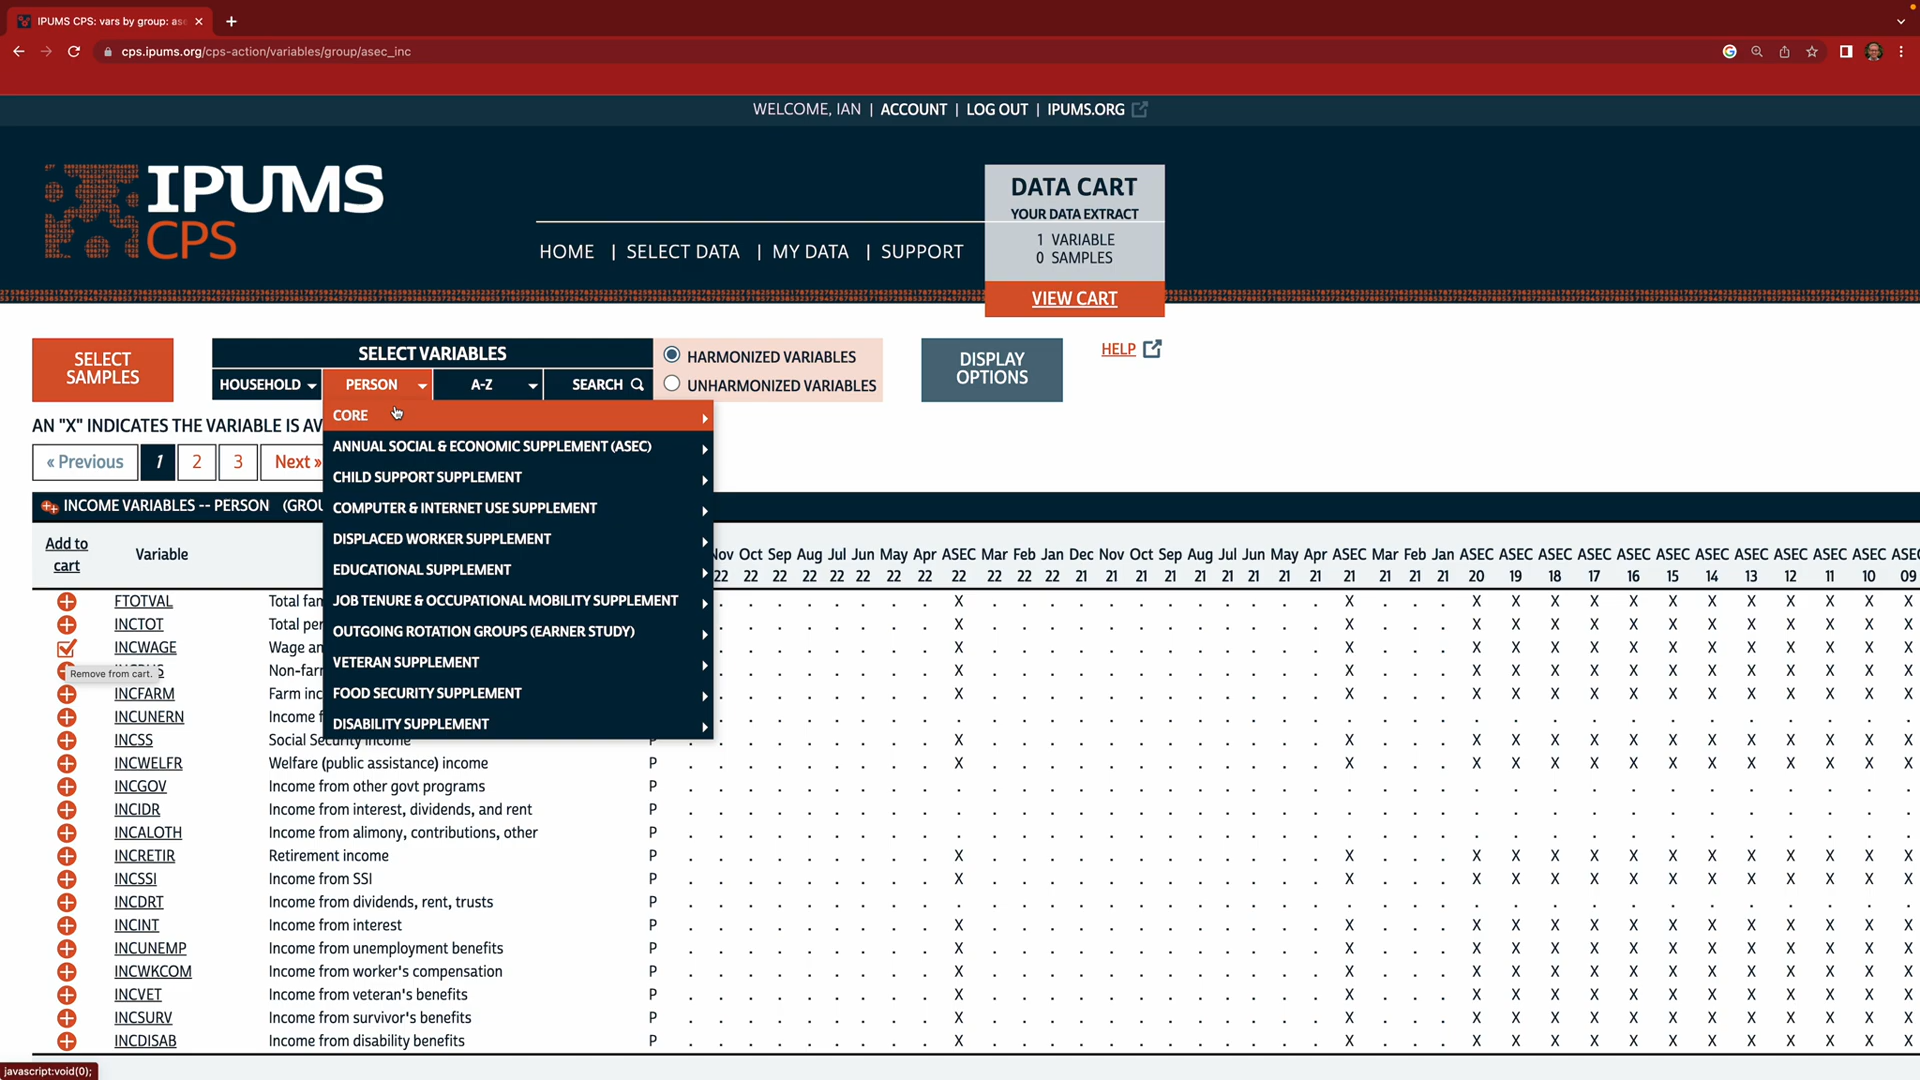 IPUMS CPS: vars by group: ase
cps.ipums.org/cps-action/variables/group/asec_inc
WELCOME, IAN | ACCOUNT | LOG OUT | IPUMS.ORG
IPUMS
CPS
DATA CART
YOUR DATA EXTRACT
1 VARIABLE
0 SAMPLES
VIEW CART
HOME | SELECT DATA | MY DATA | SUPPORT
SELECT SAMPLES
SELECT VARIABLES
HOUSEHOLD PERSON A-Z SEARCH
HARMONIZED VARIABLES
UNHARMONIZED VARIABLES
DISPLAY OPTIONS
HELP
AN "X" INDICATES THE VARIABLE IS AV
« Previous 1 2 3 Next »
CORE
ANNUAL SOCIAL & ECONOMIC SUPPLEMENT (ASEC)
CHILD SUPPORT SUPPLEMENT
COMPUTER & INTERNET USE SUPPLEMENT
DISPLACED WORKER SUPPLEMENT
EDUCATIONAL SUPPLEMENT
JOB TENURE & OCCUPATIONAL MOBILITY SUPPLEMENT
OUTGOING ROTATION GROUPS (EARNER STUDY)
VETERAN SUPPLEMENT
FOOD SECURITY SUPPLEMENT
DISABILITY SUPPLEMENT
INCOME VARIABLES -- PERSON (GROU
Add to cart Variable
Nov Oct Sep Aug Jul Jun May Apr ASEC Mar Feb Jan Dec Nov Oct Sep Aug Jul Jun May Apr ASEC Mar Feb Jan ASEC ASEC ASEC ASEC ASEC ASEC ASEC ASEC ASEC ASEC ASEC ASEC
22 22 22 22 22 22 22 22 22 22 22 22 21 21 21 21 21 21 21 21 21 21 21 21 21 20 19 18 17 16 15 14 13 12 11 10 09
FTOTVAL Total fam . . . . . . . . X . . . . . . . . . . . . X . . . X X X X X X X X X X X X
INCTOT Total per . . . . . . . . X . . . . . . . . . . . . X . . . X X X X X X X X X X X X
INCWAGE Wage an . . . . . . . . X . . . . . . . . . . . . X . . . X X X X X X X X X X X X
Remove from cart. Non-farr . . . . . . . . X . . . . . . . . . . . . X . . . X X X X X X X X X X X X
INCFARM Farm inc . . . . . . . . X . . . . . . . . . . . . X . . . X X X X X X X X X X X X
INCUNERN Income f . . . . . . . . . . . . . . . . . . . . . . . . . . . . . . . . . . . . .
INCSS Social Security income P . . . . . . . . . X . . . . . . . . . . . . X . . . X X X X X X X X X X X X
INCWELFR Welfare (public assistance) income P . . . . . . . . . X . . . . . . . . . . . . X . . . X X X X X X X X X X X X
INCGOV Income from other govt programs P . . . . . . . . . . . . . . . . . . . . . . . . . . . . . . . . . . . . . .
INCIDR Income from interest, dividends, and rent P . . . . . . . . . . . . . . . . . . . . . . . . . . . . . . . . . . . . . .
INCALOTH Income from alimony, contributions, other P . . . . . . . . . . . . . . . . . . . . . . . . . . . . . . . . . . . . . .
INCRETIR Retirement income P . . . . . . . . . X . . . . . . . . . . . . X . . . X X X X X X X X X X X X
INCSSI Income from SSI P . . . . . . . . . X . . . . . . . . . . . . X . . . X X X X X X X X X X X X
INCDRT Income from dividends, rent, trusts P . . . . . . . . . . . . . . . . . . . . . . . . . . . . . . . . . . . . . .
INCINT Income from interest P . . . . . . . . . X . . . . . . . . . . . . X . . . X X X X X X X X X X X X
INCUNEMP Income from unemployment benefits P . . . . . . . . . X . . . . . . . . . . . . X . . . X X X X X X X X X X X X
INCWKCOM Income from worker's compensation P . . . . . . . . . X . . . . . . . . . . . . X . . . X X X X X X X X X X X X
INCVET Income from veteran's benefits P . . . . . . . . . X . . . . . . . . . . . . X . . . X X X X X X X X X X X X
INCSURV Income from survivor's benefits P . . . . . . . . . X . . . . . . . . . . . . X . . . X X X X X X X X X X X X
INCDISAB Income from disability benefits P . . . . . . . . . X . . . . . . . . . . . . X . . . X X X X X X X X X X X X
javascript:void(0);